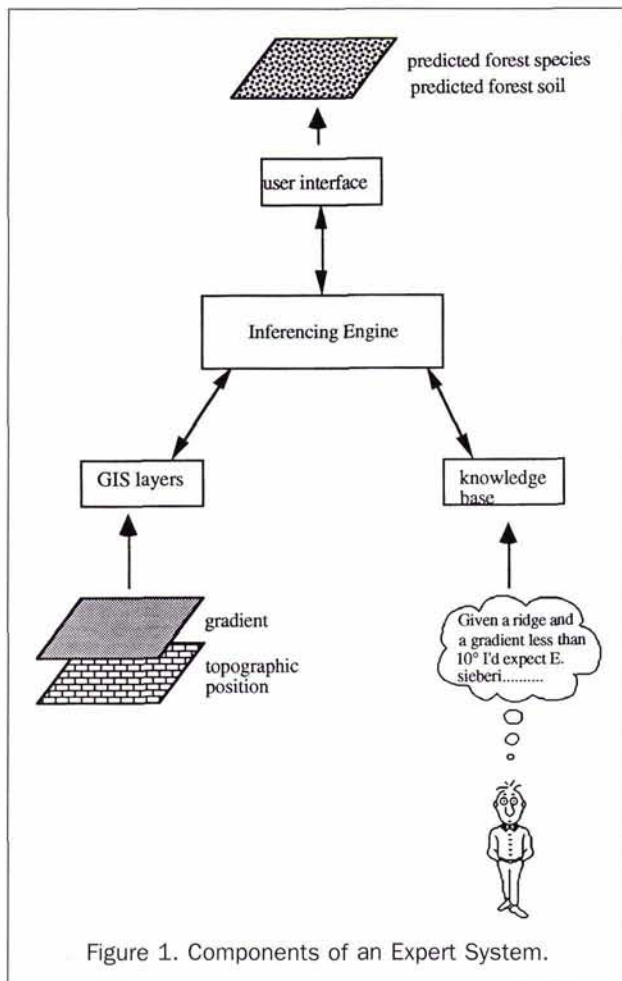 predicted forest species
predicted forest soil
user interface
Inferencing Engine
GIS layers
knowledge
base
gradient
topographic
position
Given a ridge and
a gradient less than
10° I'd expect E.
sieberi..........
Figure 1. Components of an Expert System.